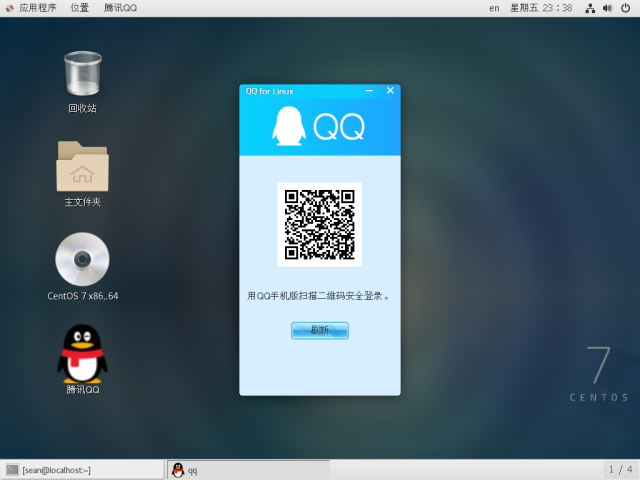 应用程序 位置 腾讯QQ en 星期五 23:38
回收站
主文件夹
CentOS 7 x86_64
腾讯QQ
QQ for Linux
QQ
用QQ手机版扫描二维码安全登录。
刷新
7
CENTOS
[sean@localhost:~] qq 1 / 4